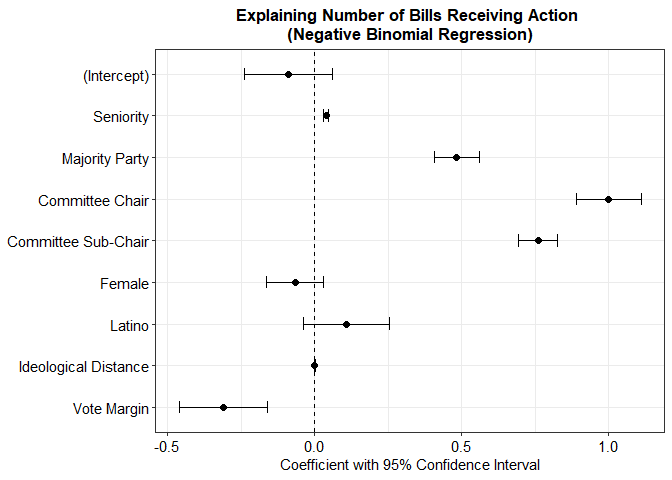 Explaining Number of Bills Receiving Action
(Negative Binomial Regression)
(Intercept)
Seniority
Majority Party
Committee Chair
Committee Sub-Chair
Female
Latino
Ideological Distance
Vote Margin
-0.5 0.0 0.5 1.0
Coefficient with 95% Confidence Interval